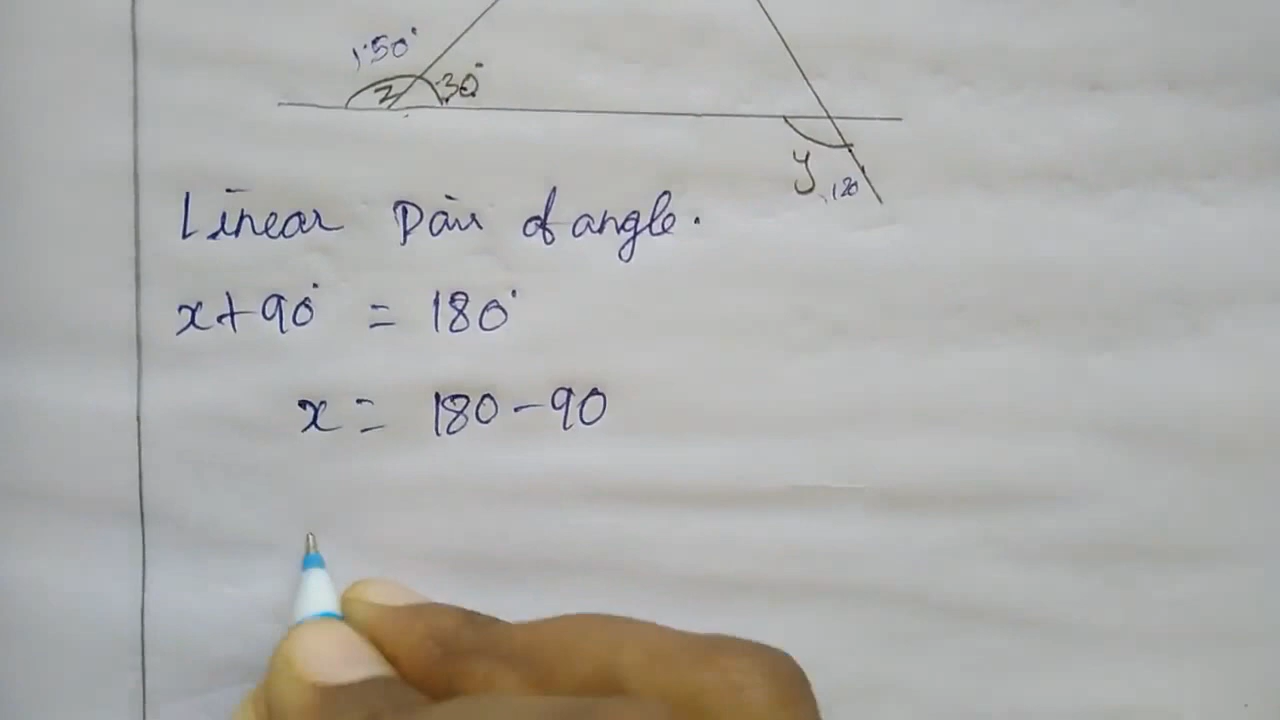 150°
z 30°
y 120
Linear Pair of angle.
x + 90° = 180°
x = 180 - 90